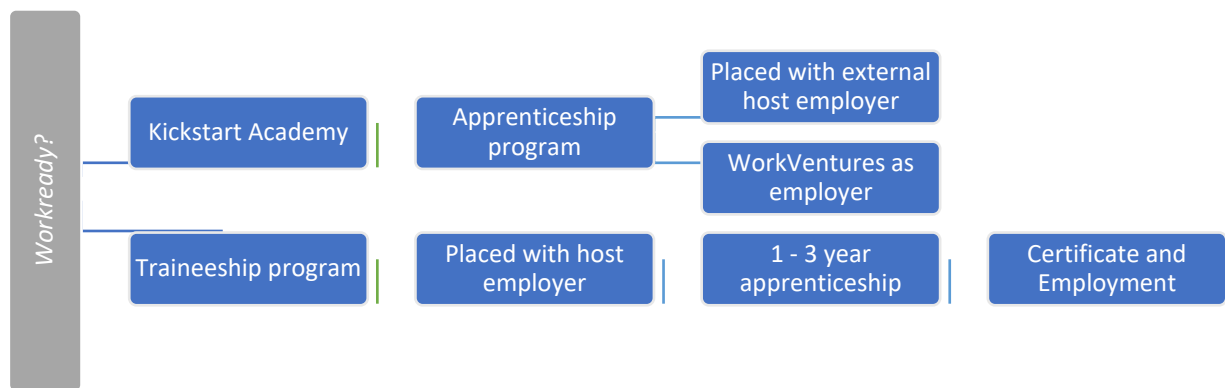 Workready?
Kickstart Academy
Apprenticeship
program
Placed with external
host employer
WorkVentures as
employer
Traineeship program
Placed with host
employer
1 - 3 year
apprenticeship
Certificate and
Employment